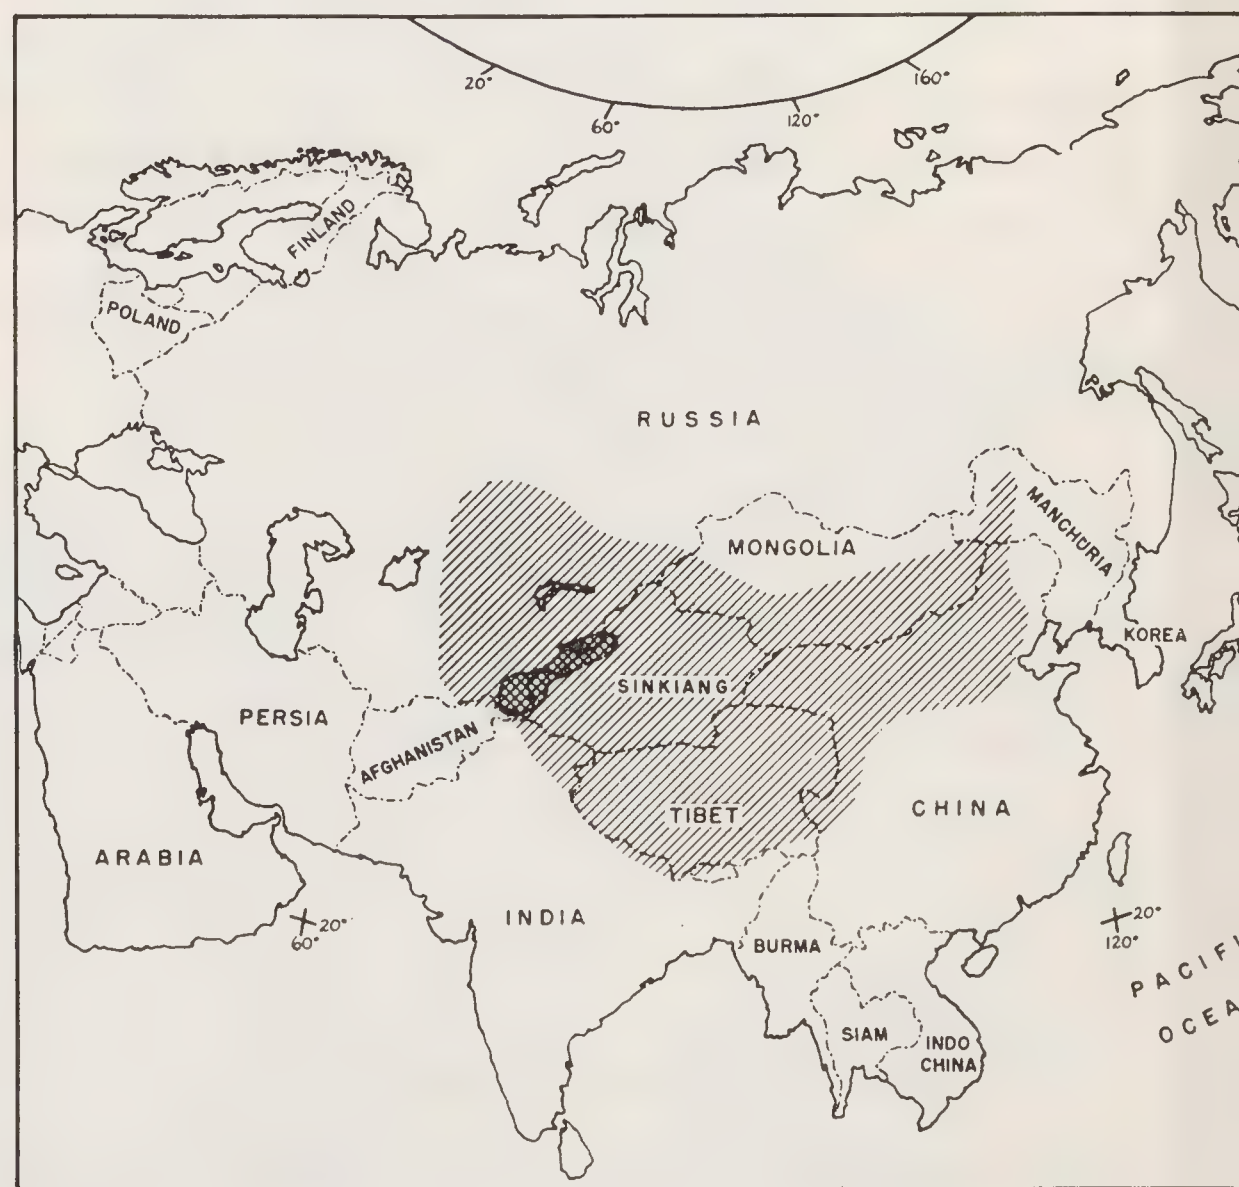 20°
60°
120°
160°
FINLAND
POLAND
RUSSIA
MONGOLIA
MANCHURIA
KOREA
SINKIANG
PERSIA
AFGHANISTAN
TIBET
CHINA
ARABIA
INDIA
20°
60°
20°
120°
BURMA
PACIFI
OCEA
SIAM
INDO
CHINA